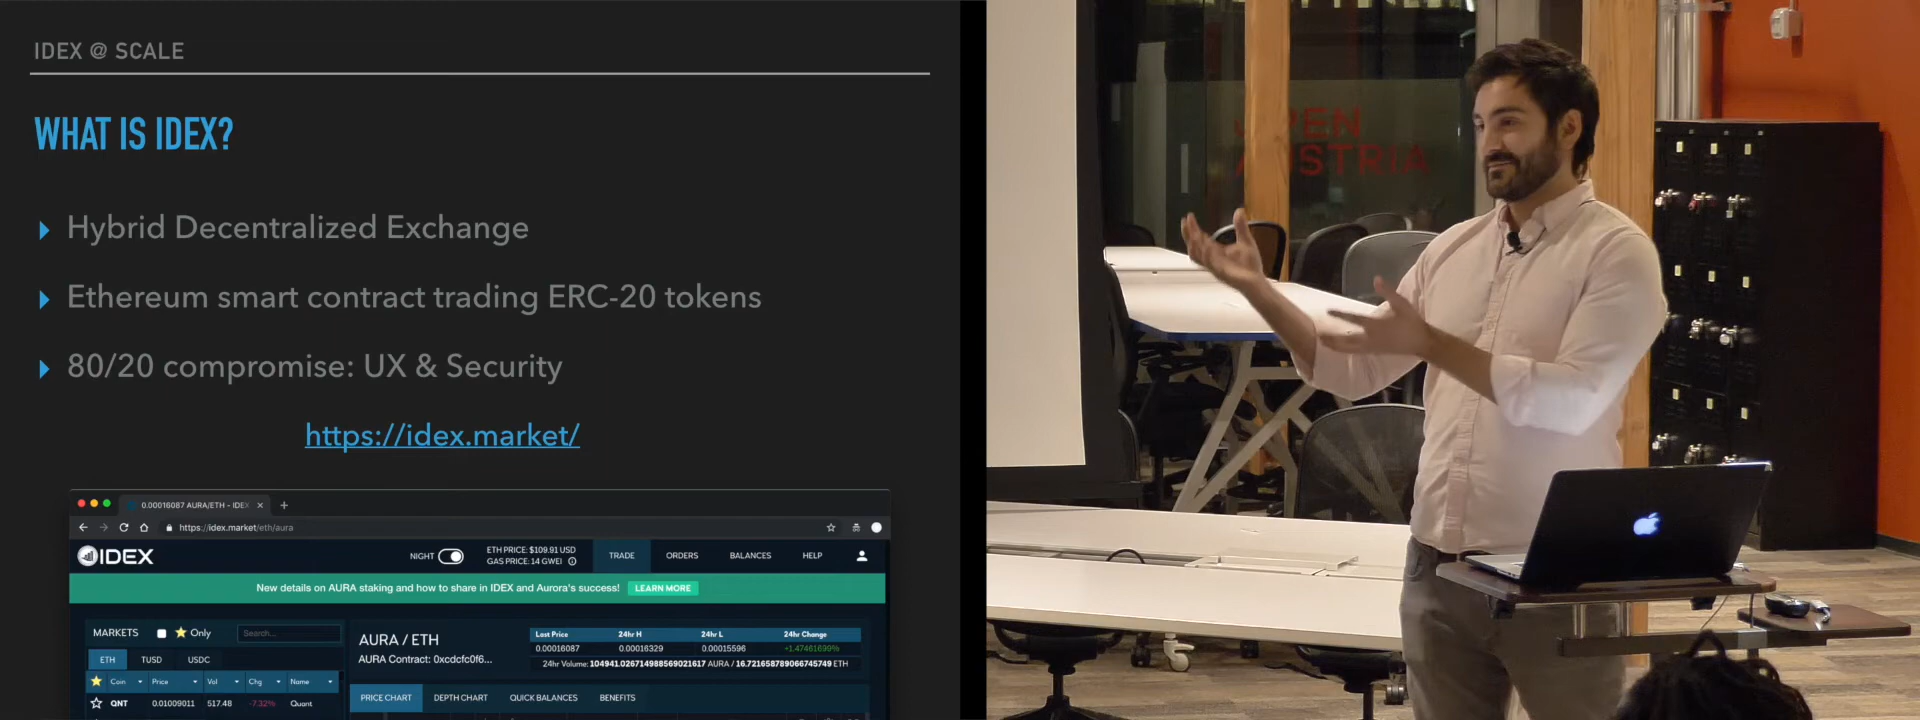 IDEX @ SCALE
WHAT IS IDEX?
Hybrid Decentralized Exchange
Ethereum smart contract trading ERC-20 tokens
80/20 compromise: UX & Security
https://idex.market/
0.00016087 AURA/ETH - IDEX
https://idex.market/eth/aura
IDEX
NIGHT
ETH PRICE: $109.91 USD
GAS PRICE: 14 GWEI
TRADE ORDERS BALANCES HELP
New details on AURA staking and how to share in IDEX and Aurora's success! LEARN MORE
MARKETS Only Search...
ETH TUSD USDC
Coin Price Vol Chg Name
QNT 0.01009011 517.48 -7.32% Quant
AURA / ETH
AURA Contract: 0xcdcfc0f6...
Last Price 24hr H 24hr L 24hr Change
0.00016087 0.00016329 0.00015596 +1.47461699%
24hr Volume: 104941.026714988569021617 AURA / 16.721658789066745749 ETH
PRICE CHART DEPTH CHART QUICK BALANCES BENEFITS
OPEN
AUSTRIA